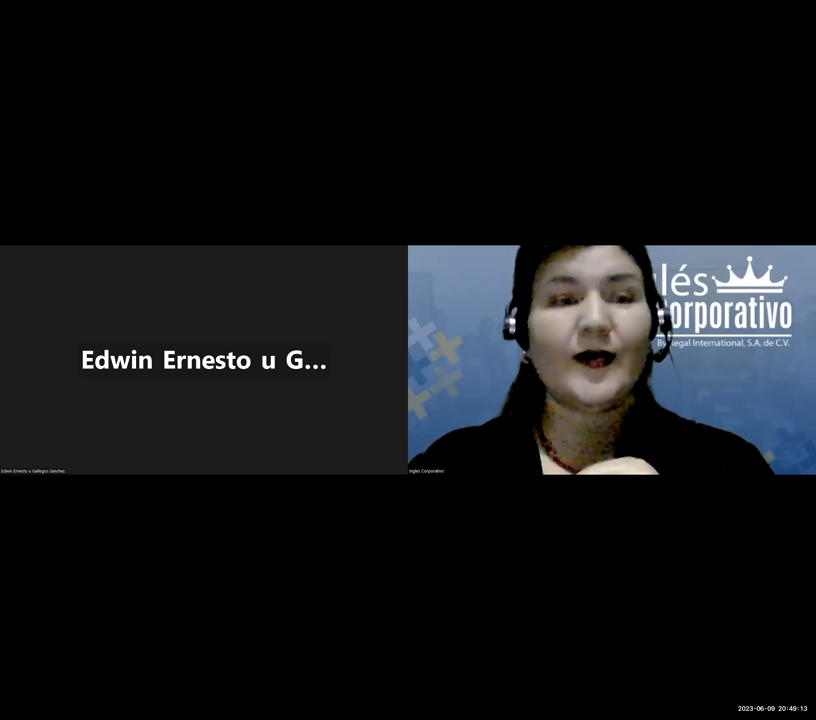 Edwin Ernesto u G...
Edwin Ernesto u Gallegos Sanchez
lés
orporativo
By egal International, S.A. de C.V.
Ingles Corporativo
2023-06-09 20:49:13